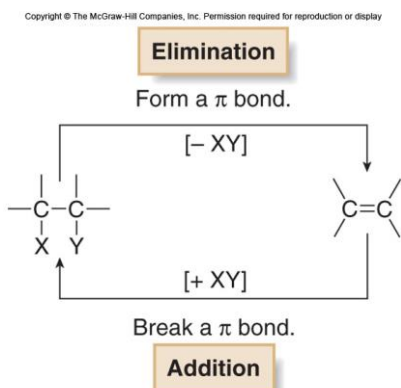 Copyright © The McGraw-Hill Companies, Inc. Permission required for reproduction or display
Elimination
Form a π bond.
[– XY]
–C–C–
X Y
C=C
[+ XY]
Break a π bond.
Addition